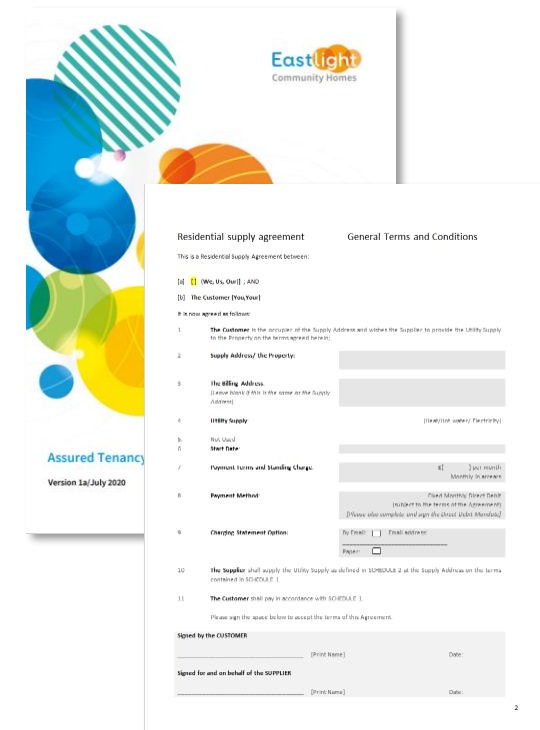 Eastlight
Community Homes
Assured Tenancy
Version 1a/July 2020
Residential supply agreement General Terms and Conditions
This is a Residential Supply Agreement between:
[a] [ ] (We, Us, Our)] ; AND
[b] The Customer [You,Your]
It is now agreed as follows:
1 The Customer is the occupier of the Supply Address and wishes the Supplier to provide the Utility Supply
to the Property on the terms agreed herein;
2 Supply Address/ the Property:
3 The Billing Address.
(Leave blank if this is the same as the Supply
Address)
4. Utility Supply: (Heat/Hot water/ Electricity)
5. Not Used
6 Start Date:
7 Payment Terms and Standing Charge. £[ ] per month
Monthly in arrears
8 Payment Method: Fixed Monthly Direct Debit
(subject to the terms of the Agreement)
[Please also complete and sign the Direct Debit Mandate]
9 Charging Statement Option: By Email: Email address:
Paper:
10 The Supplier shall supply the Utility Supply as defined in SCHEDULE 2 at the Supply Address on the terms
contained in SCHEDULE 1.
11 The Customer shall pay in accordance with SCHEDULE 1.
Please sign the space below to accept the terms of this Agreement.
Signed by the CUSTOMER
[Print Name] Date:
Signed for and on behalf of the SUPPLIER
[Print Name] Date:
2